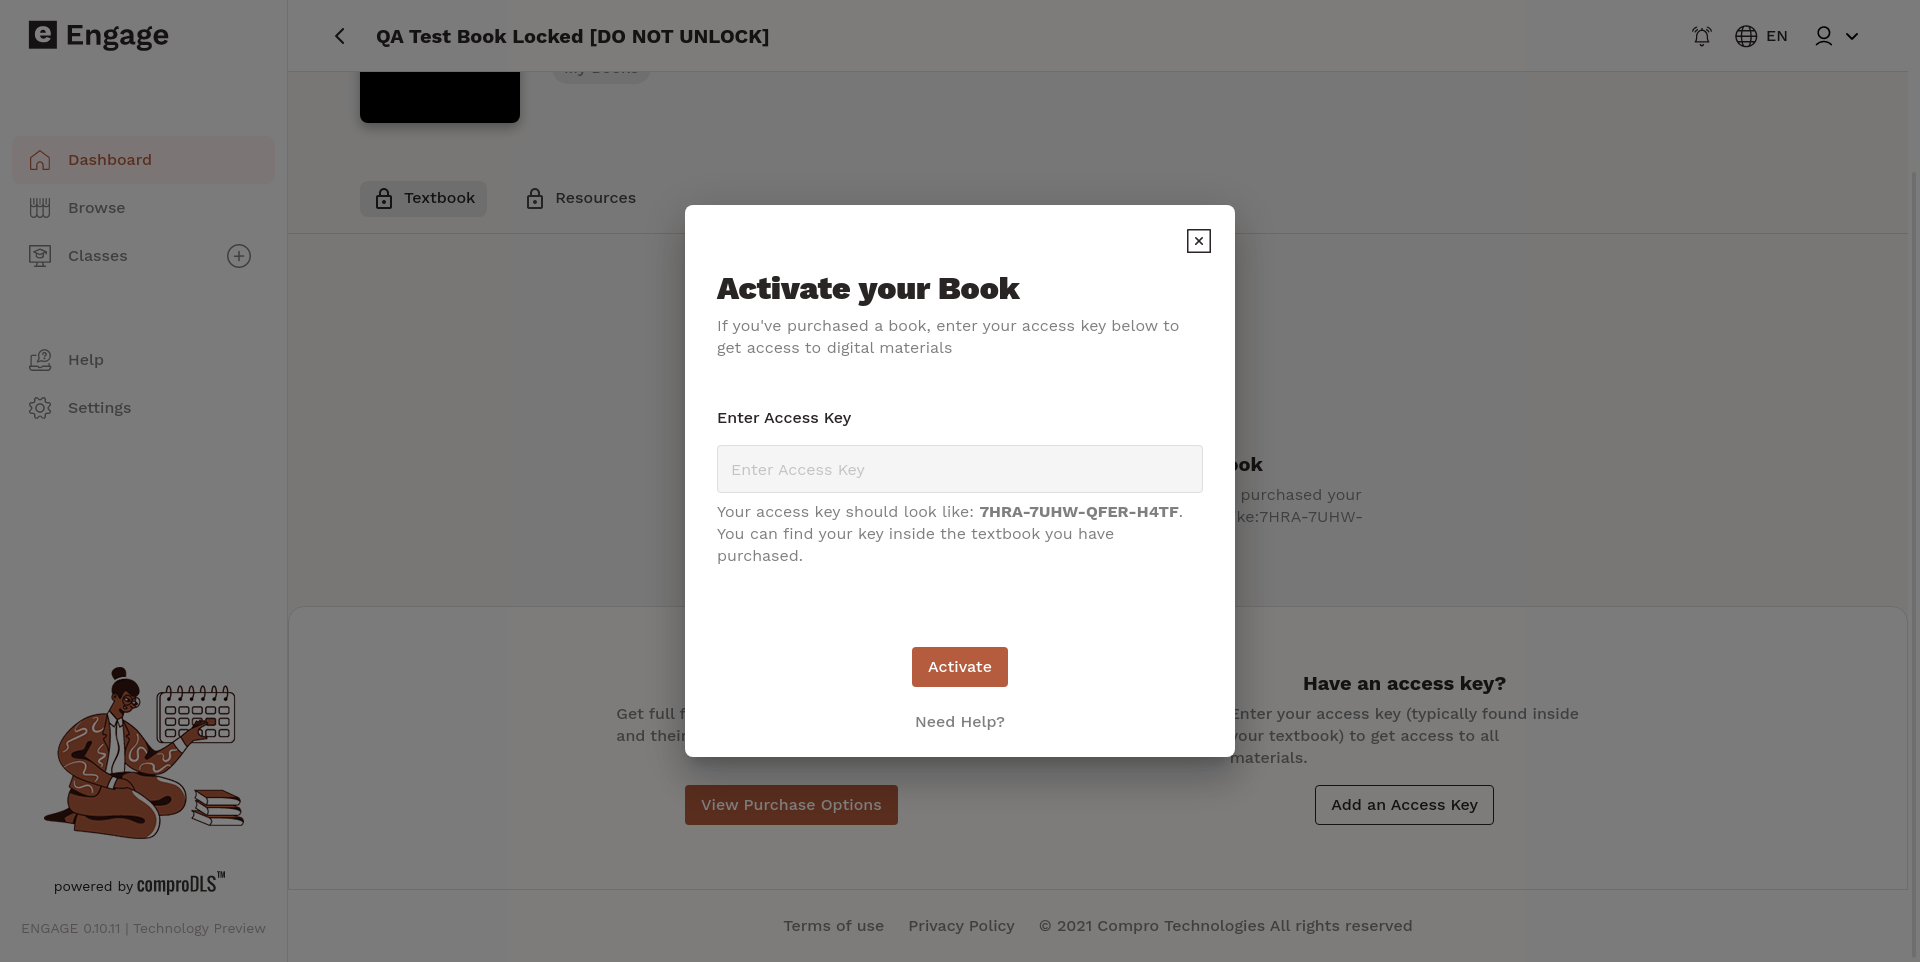 e Engage
QA Test Book Locked [DO NOT UNLOCK]
EN
My Books
Dashboard
Browse
Classes
Help
Settings
Textbook
Resources
Activate your Book
If you've purchased a book, enter your access key below to
get access to digital materials
Enter Access Key
Enter Access Key
Your access key should look like: 7HRA-7UHW-QFER-H4TF.
You can find your key inside the textbook you have
purchased.
Activate
Need Help?
purchased your
7HRA-7UHW-
Get full
and their
View Purchase Options
Have an access key?
Enter your access key (typically found inside
your textbook) to get access to all
materials.
Add an Access Key
powered by comproDLS™
ENGAGE 0.10.11 | Technology Preview
Terms of use
Privacy Policy
© 2021 Compro Technologies All rights reserved